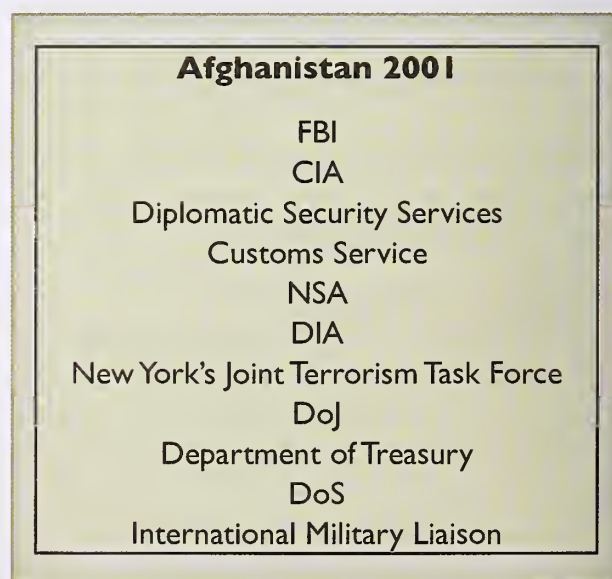 Afghanistan 2001
FBI
CIA
Diplomatic Security Services
Customs Service
NSA
DIA
New York's Joint Terrorism Task Force
DoJ
Department of Treasury
DoS
International Military Liaison